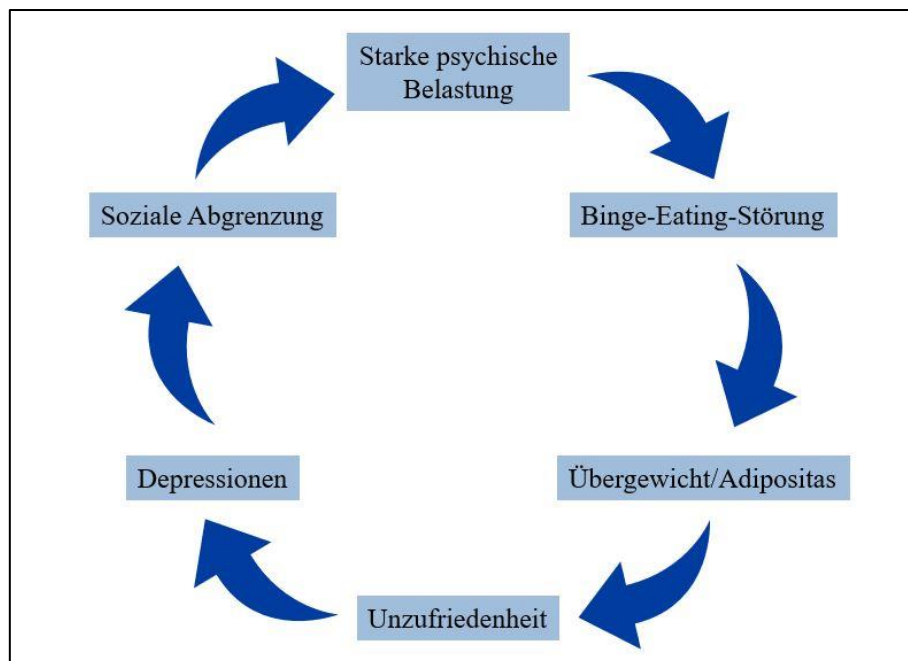 Starke psychische
Belastung
Binge-Eating-Störung
Übergewicht/Adipositas
Unzufriedenheit
Depressionen
Soziale Abgrenzung